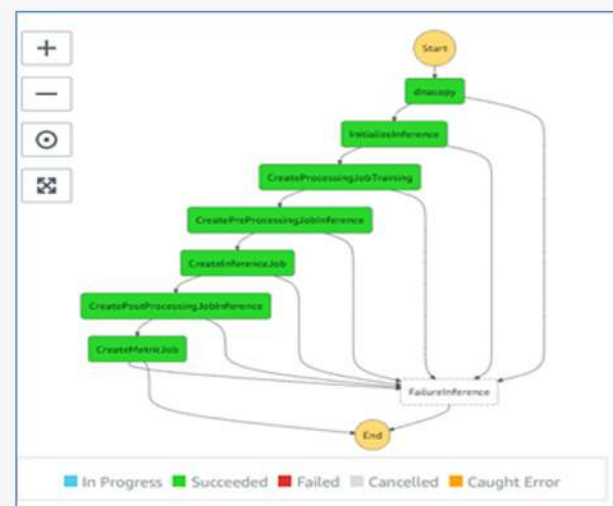 Start
dnacopy
InitializeInference
CreateProcessingJobTraining
CreatePreProcessingJobInference
CreateInferenceJob
CreatePostProcessingJobInference
CreateMetricJob
FailureInference
End
In Progress Succeeded Failed Cancelled Caught Error